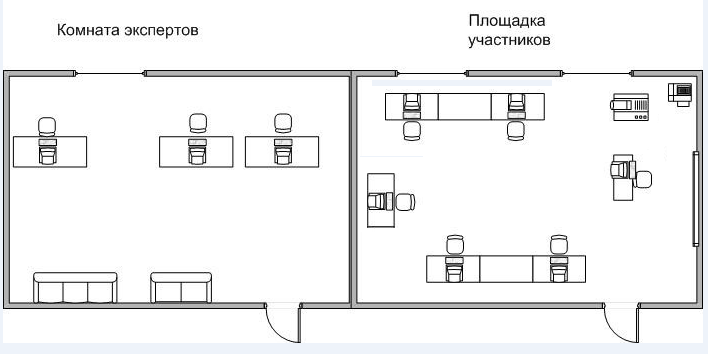 Комната экспертов
Площадка
участников